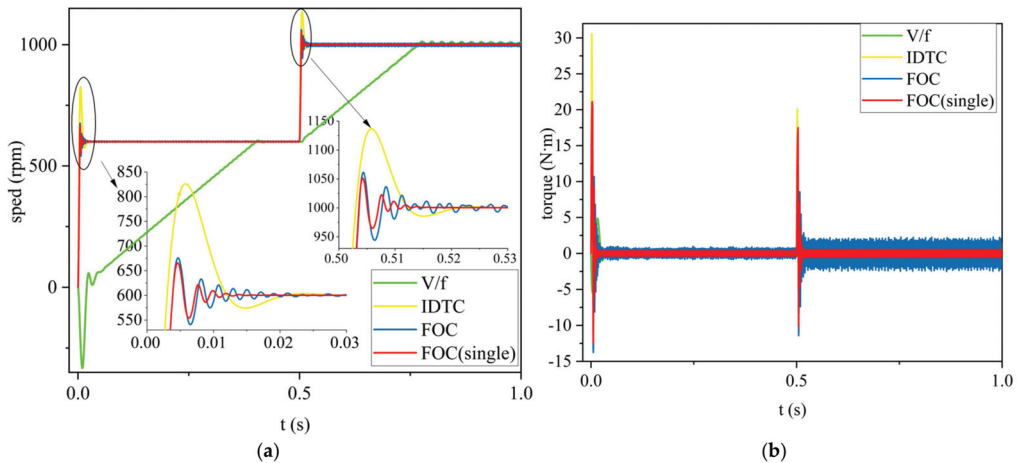 1000
600
0
sped (rpm)
0.0
0.5
1.0
t (s)
850
800
750
700
650
600
550
0.00
0.01
0.02
0.03
1150
1100
1050
1000
950
0.50
0.51
0.52
0.53
V/f
IDTC
FOC
FOC(single)
(a)
30
25
20
15
10
5
0
-5
-10
-15
torque (N·m)
0.0
0.5
1.0
t (s)
V/f
IDTC
FOC
FOC(single)
(b)